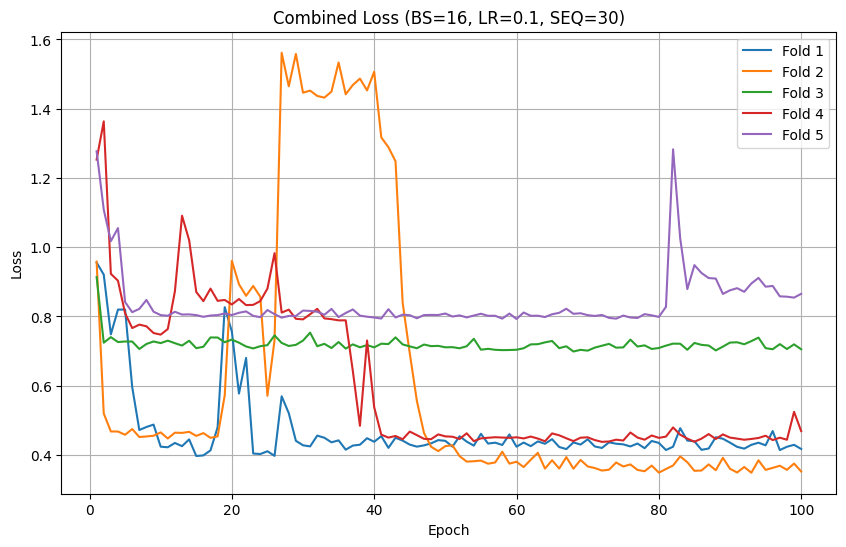 Combined Loss (BS=16, LR=0.1, SEQ=30)
1.6
1.4
1.2
1.0
0.8
0.6
0.4
Loss
0 20 40 60 80 100
Epoch
Fold 1
Fold 2
Fold 3
Fold 4
Fold 5